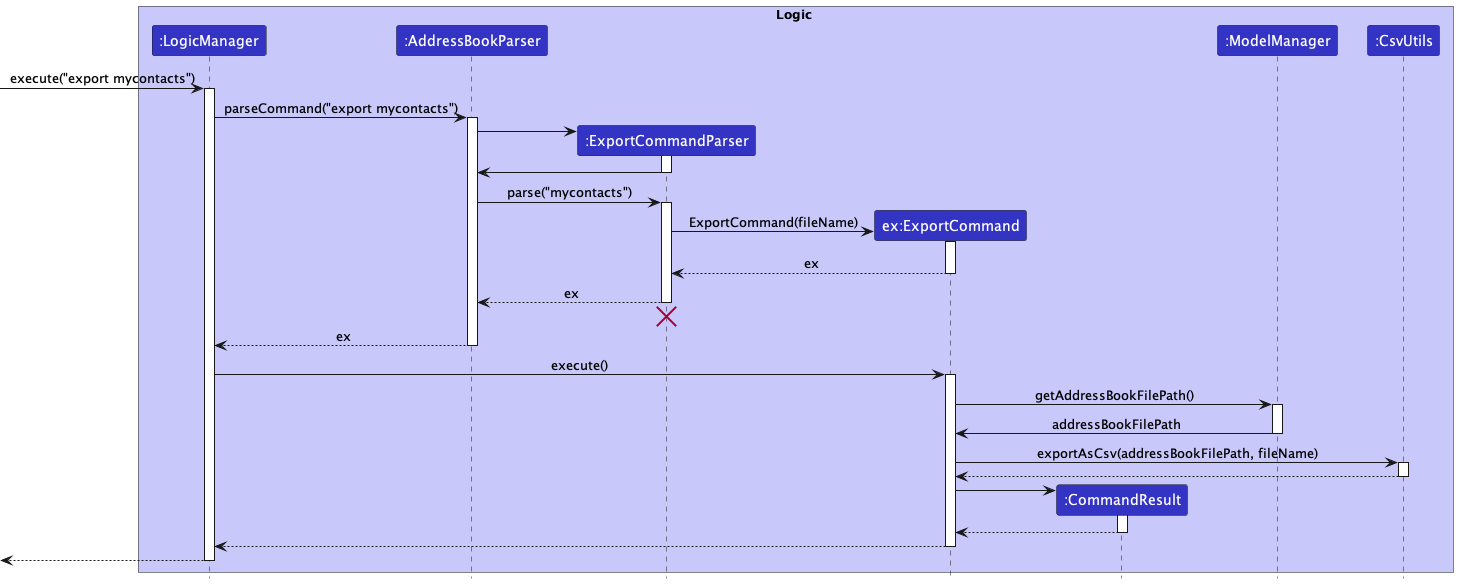 Logic
:LogicManager
:AddressBookParser
:ModelManager
:CsvUtils
execute("export mycontacts")
parseCommand("export mycontacts")
:ExportCommandParser
parse("mycontacts")
ExportCommand(fileName)
ex:ExportCommand
ex
ex
ex
execute()
getAddressBookFilePath()
addressBookFilePath
exportAsCsv(addressBookFilePath, fileName)
:CommandResult